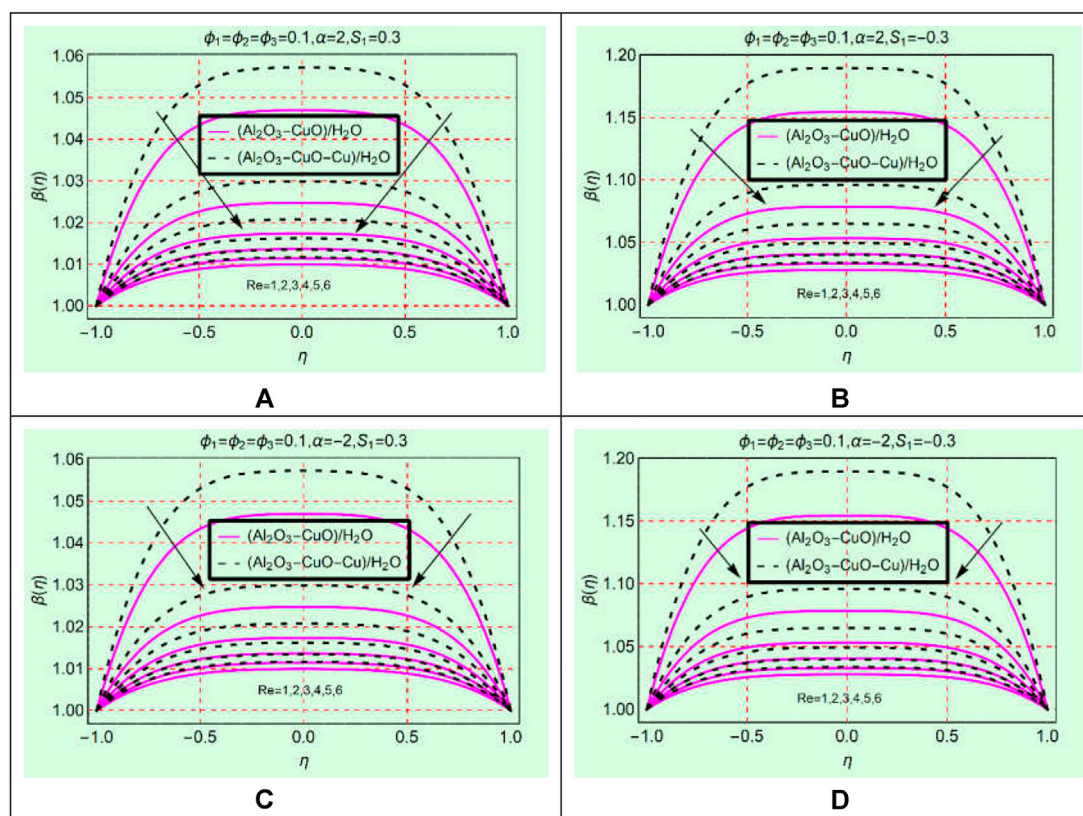 ϕ1=ϕ2=ϕ3=0.1,α=2,S1=0.3
1.06
1.05
1.04
1.03
1.02
1.01
1.00
β(η)
(Al2O3−CuO)/H2O
(Al2O3−CuO−Cu)/H2O
Re=1,2,3,4,5,6
−1.0 −0.5 0.0 0.5 1.0
η
A
ϕ1=ϕ2=ϕ3=0.1,α=2,S1=−0.3
1.20
1.15
1.10
1.05
1.00
β(η)
(Al2O3−CuO)/H2O
(Al2O3−CuO−Cu)/H2O
Re=1,2,3,4,5,6
−1.0 −0.5 0.0 0.5 1.0
η
B
ϕ1=ϕ2=ϕ3=0.1,α=−2,S1=0.3
1.06
1.05
1.04
1.03
1.02
1.01
1.00
β(η)
(Al2O3−CuO)/H2O
(Al2O3−CuO−Cu)/H2O
Re=1,2,3,4,5,6
−1.0 −0.5 0.0 0.5 1.0
η
C
ϕ1=ϕ2=ϕ3=0.1,α=−2,S1=−0.3
1.20
1.15
1.10
1.05
1.00
β(η)
(Al2O3−CuO)/H2O
(Al2O3−CuO−Cu)/H2O
Re=1,2,3,4,5,6
−1.0 −0.5 0.0 0.5 1.0
η
D